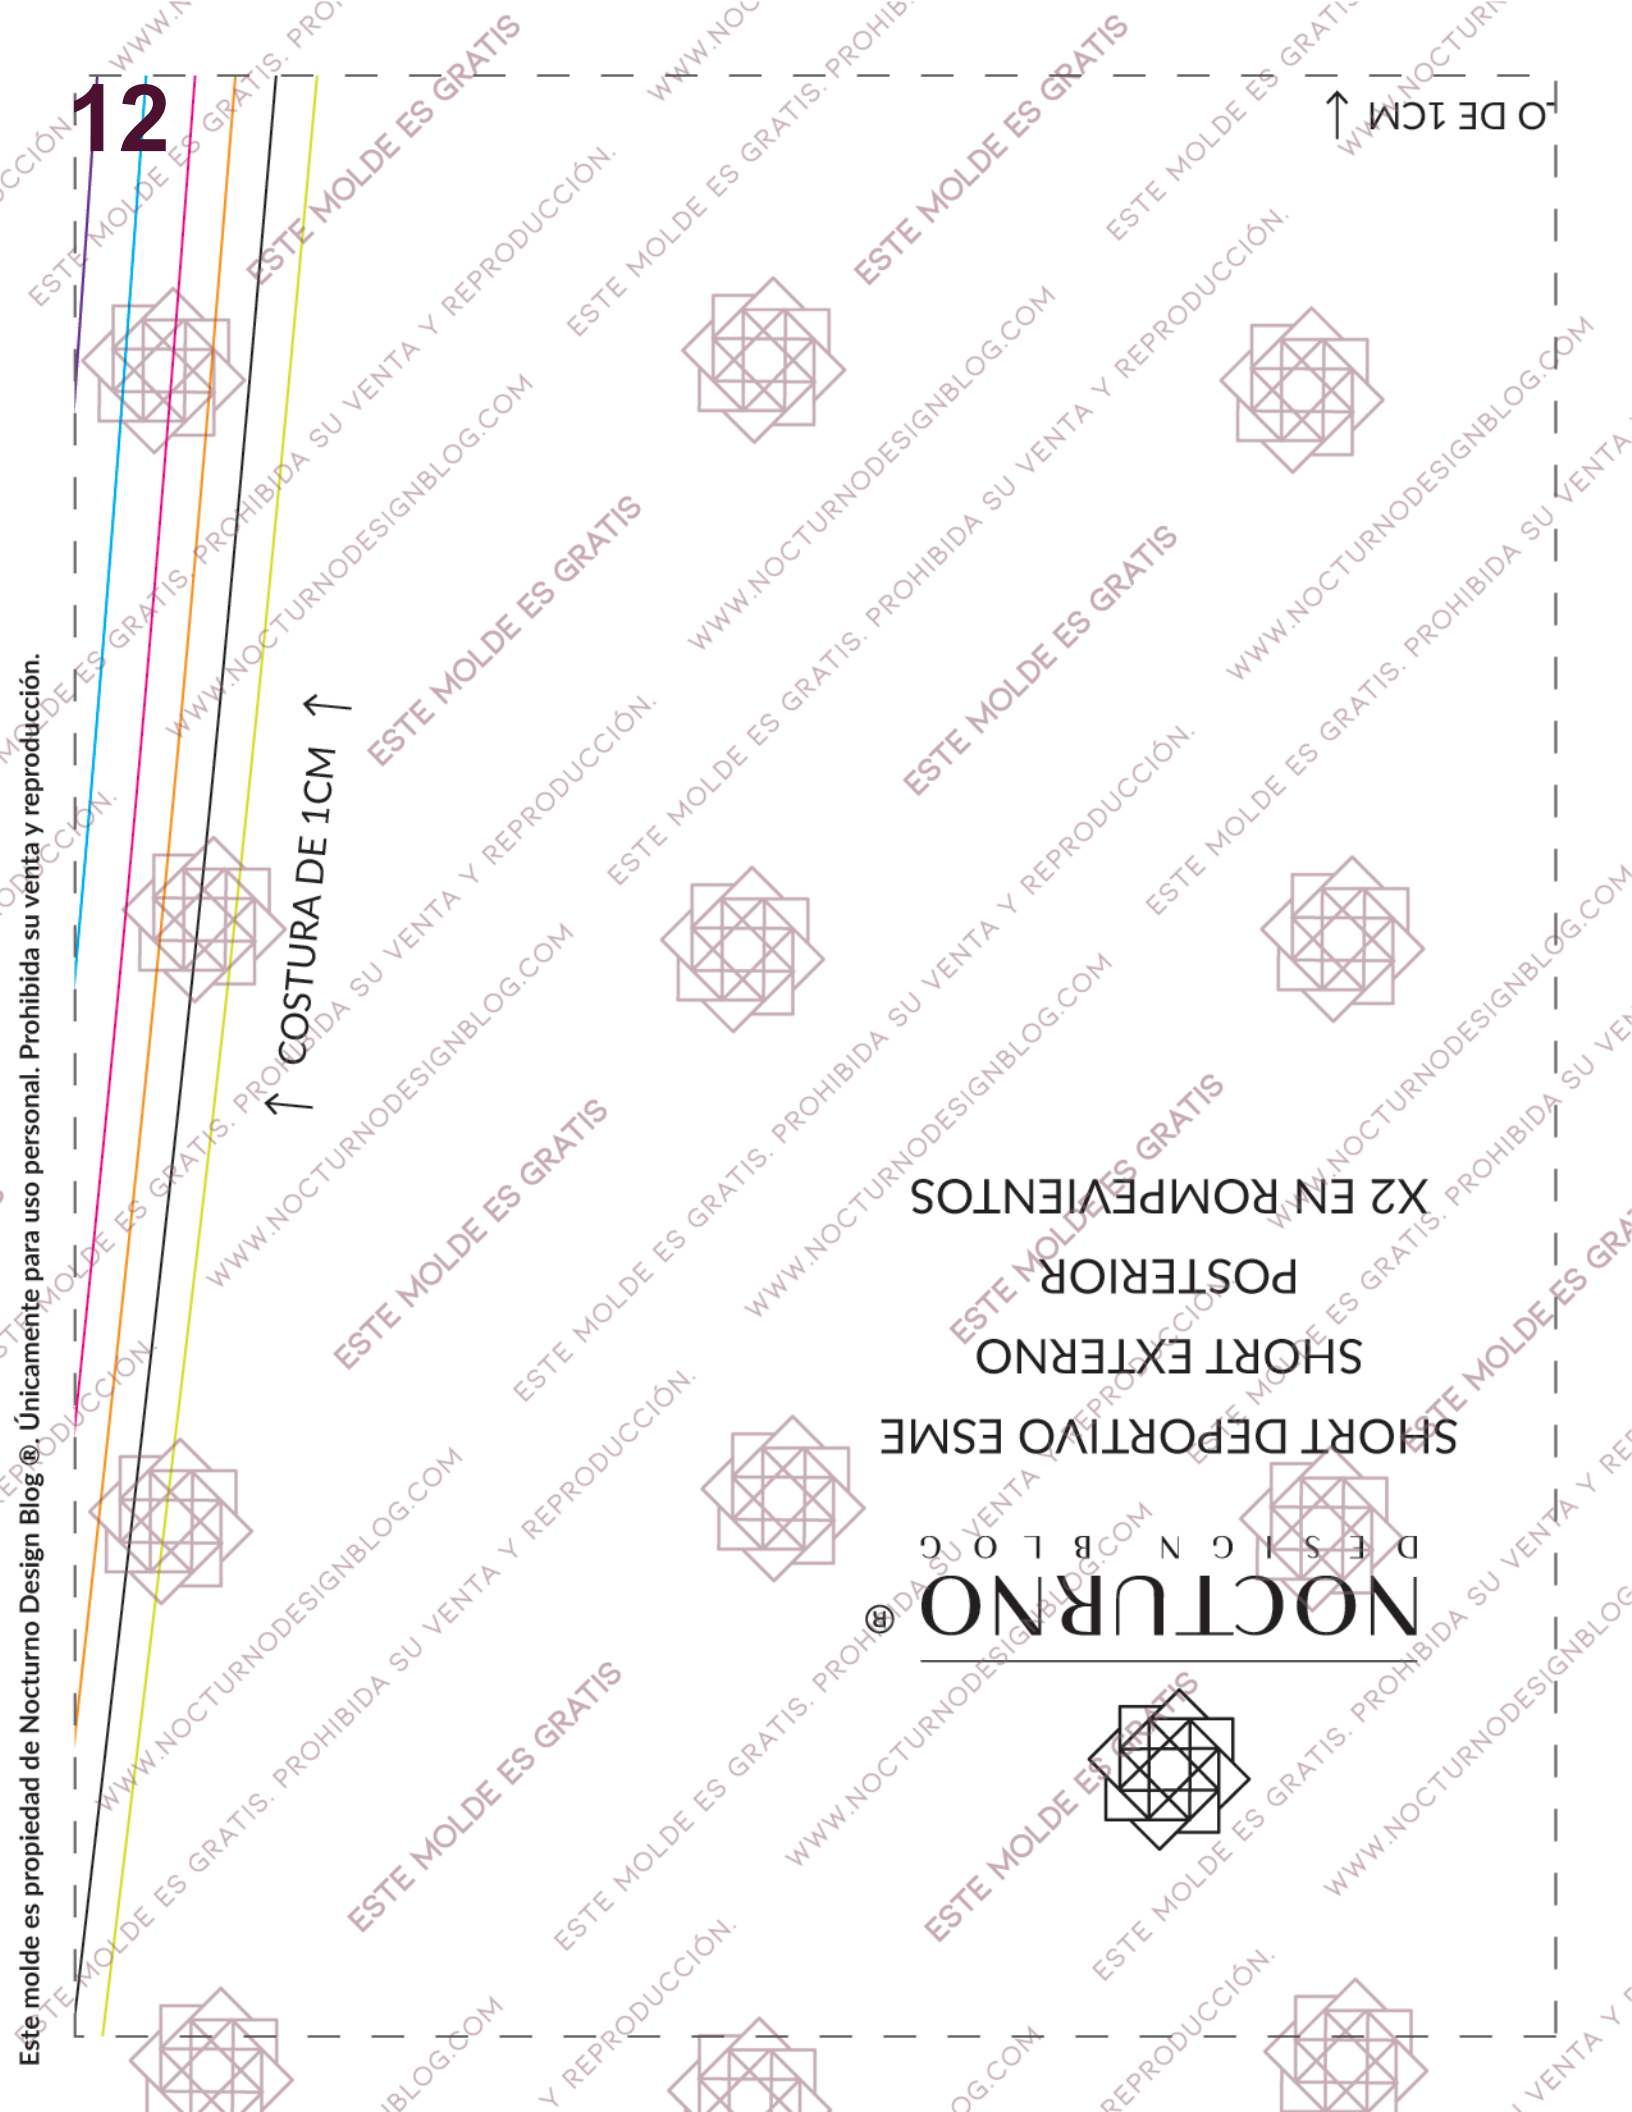 12
O DE 1CM
COSTURA DE 1CM
Este molde es propiedad de Nocturno Design Blog ®. Únicamente para uso personal. Prohibida su venta y reproducción.
NOCTURNO ®
DESIGN BLOG
SHORT DEPORTIVO ESME
SHORT EXTERNO
POSTERIOR
X2 EN ROMPEVIENTOS
ESTE MOLDE ES GRATIS
ESTE MOLDE ES GRATIS. PROHIBIDA SU VENTA Y REPRODUCCIÓN.
WWW.NOCTURNODESIGNBLOG.COM